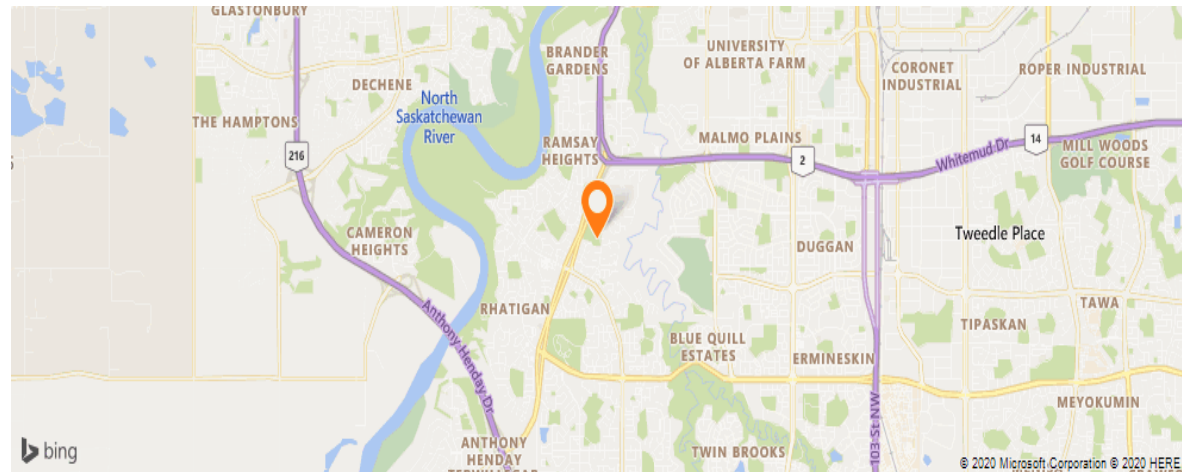 GLASTONBURY
BRANDER
GARDENS
UNIVERSITY
OF ALBERTA FARM
CORONET
INDUSTRIAL
ROPER INDUSTRIAL
DECHENE
North
Saskatchewan
River
THE HAMPTONS
RAMSAY
HEIGHTS
MALMO PLAINS
14
MILL WOODS
GOLF COURSE
216
2
Whitemud Dr
CAMERON
HEIGHTS
DUGGAN
Tweedle Place
RHATIGAN
Anthony Henday Dr
TAWA
TIPASKAN
BLUE QUILL
ESTATES
ERMINESKIN
MEYOKUMIN
103 St NW
ANTHONY
HENDAY
TWIN BROOKS
bing
© 2020 Microsoft Corporation © 2020 HERE